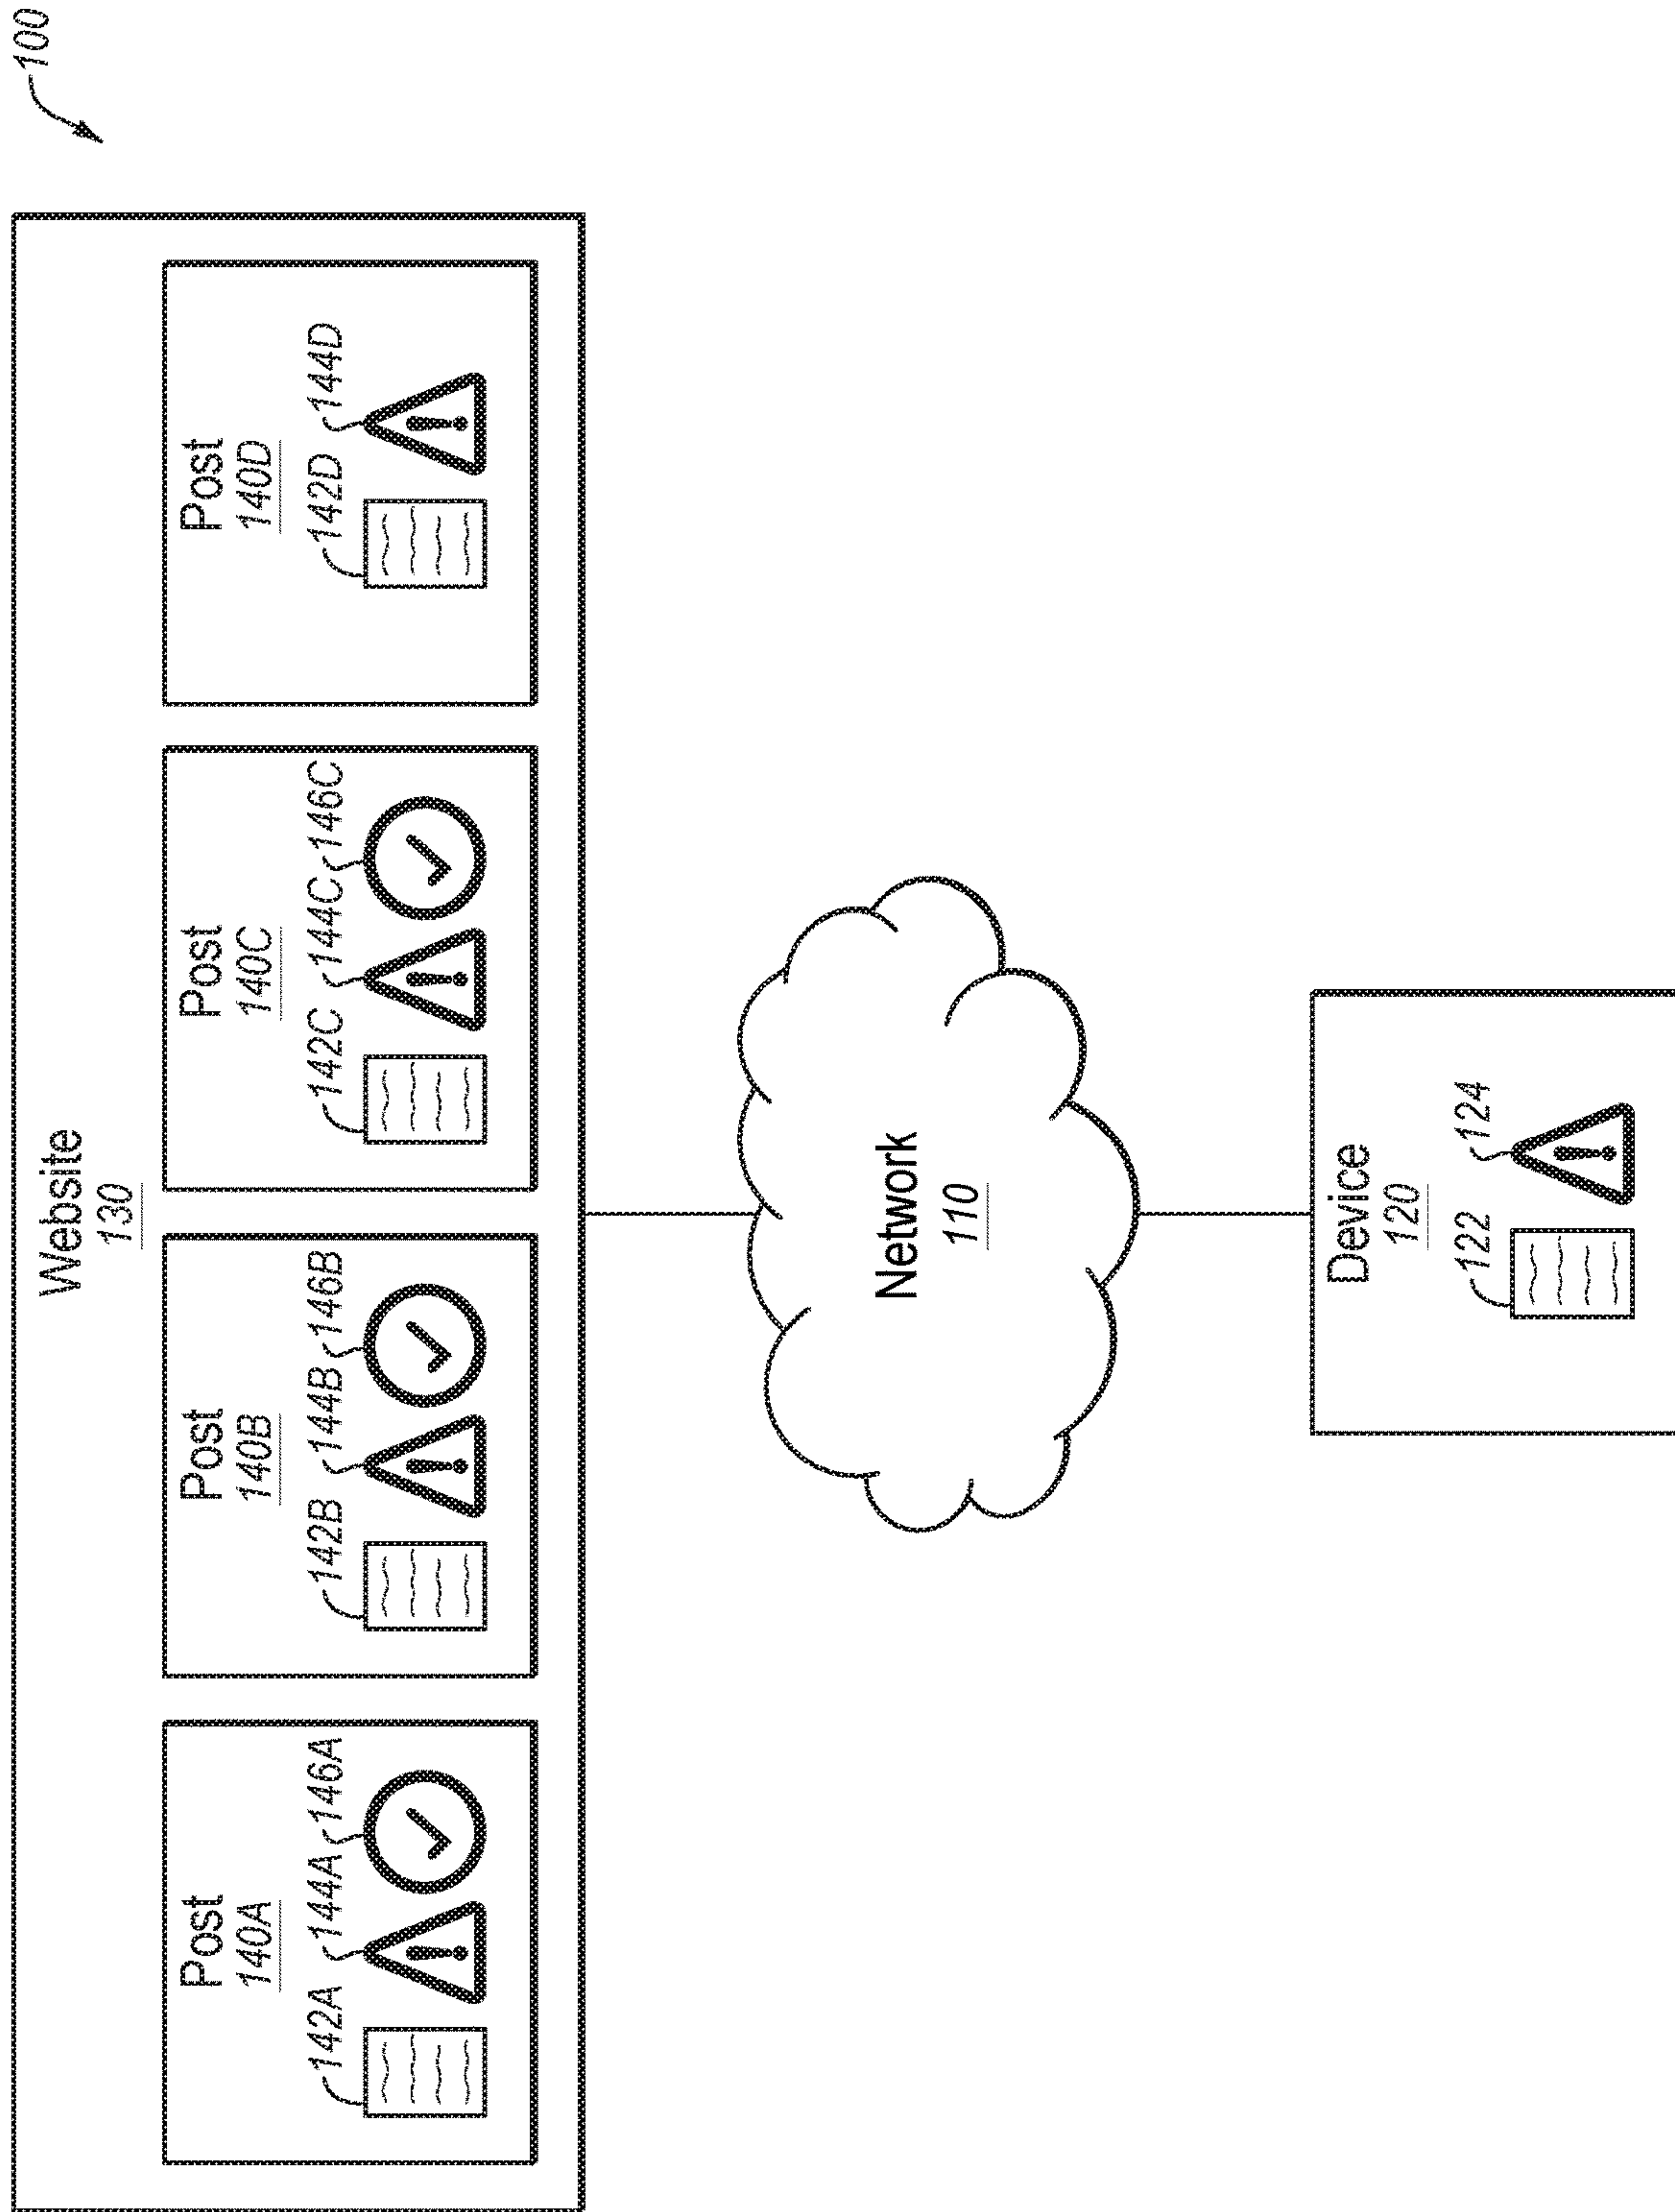 100
Website
130
Post
140A
142A
144A
146A
Post
140B
142B
144B
146B
Post
140C
142C
144C
146C
Post
140D
142D
144D
Network
110
Device
120
122
124